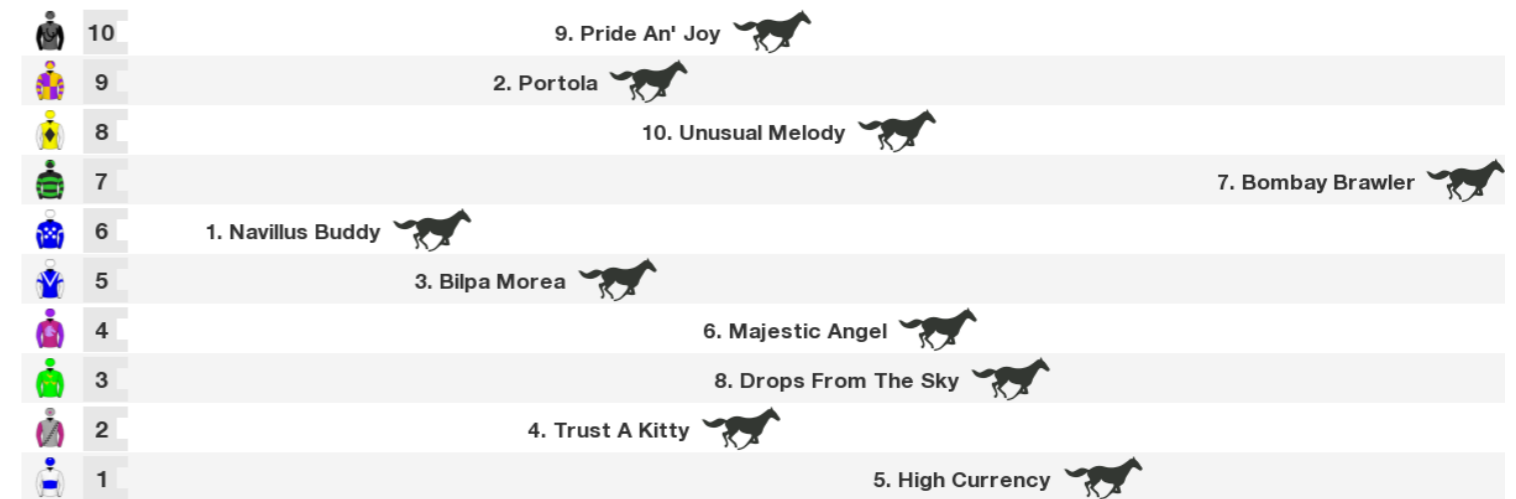 10 9. Pride An' Joy
9 2. Portola
8 10. Unusual Melody
7 7. Bombay Brawler
6 1. Navillus Buddy
5 3. Bilpa Morea
4 6. Majestic Angel
3 8. Drops From The Sky
2 4. Trust A Kitty
1 5. High Currency